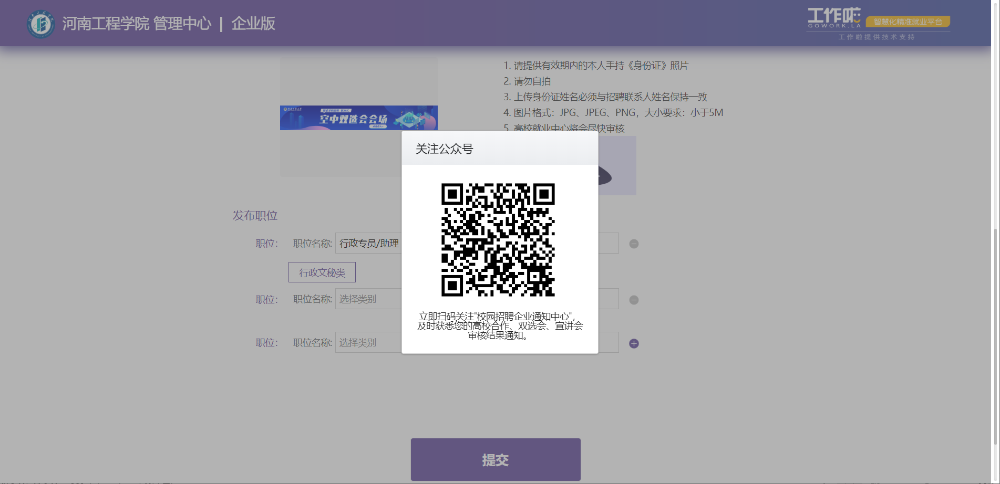 河南工程学院 管理中心 | 企业版
工作啦
GOWORK.LA
智慧化精准就业平台
工作啦提供技术支持
1. 请提供有效期内的本人手持《身份证》照片
2. 请勿自拍
3. 上传身份证姓名必须与招聘联系人姓名保持一致
4. 图片格式：JPG、JPEG、PNG，大小要求：小于5M
5. 高校就业中心将会尽快审核
空中双选会会场
关注公众号
立即扫码关注"校园招聘企业通知中心"，
及时获悉您的高校合作、双选会、宣讲会
审核结果通知。
发布职位
职位： 职位名称: 行政专员/助理
行政文秘类
职位： 职位名称: 选择类别
职位： 职位名称: 选择类别
提交